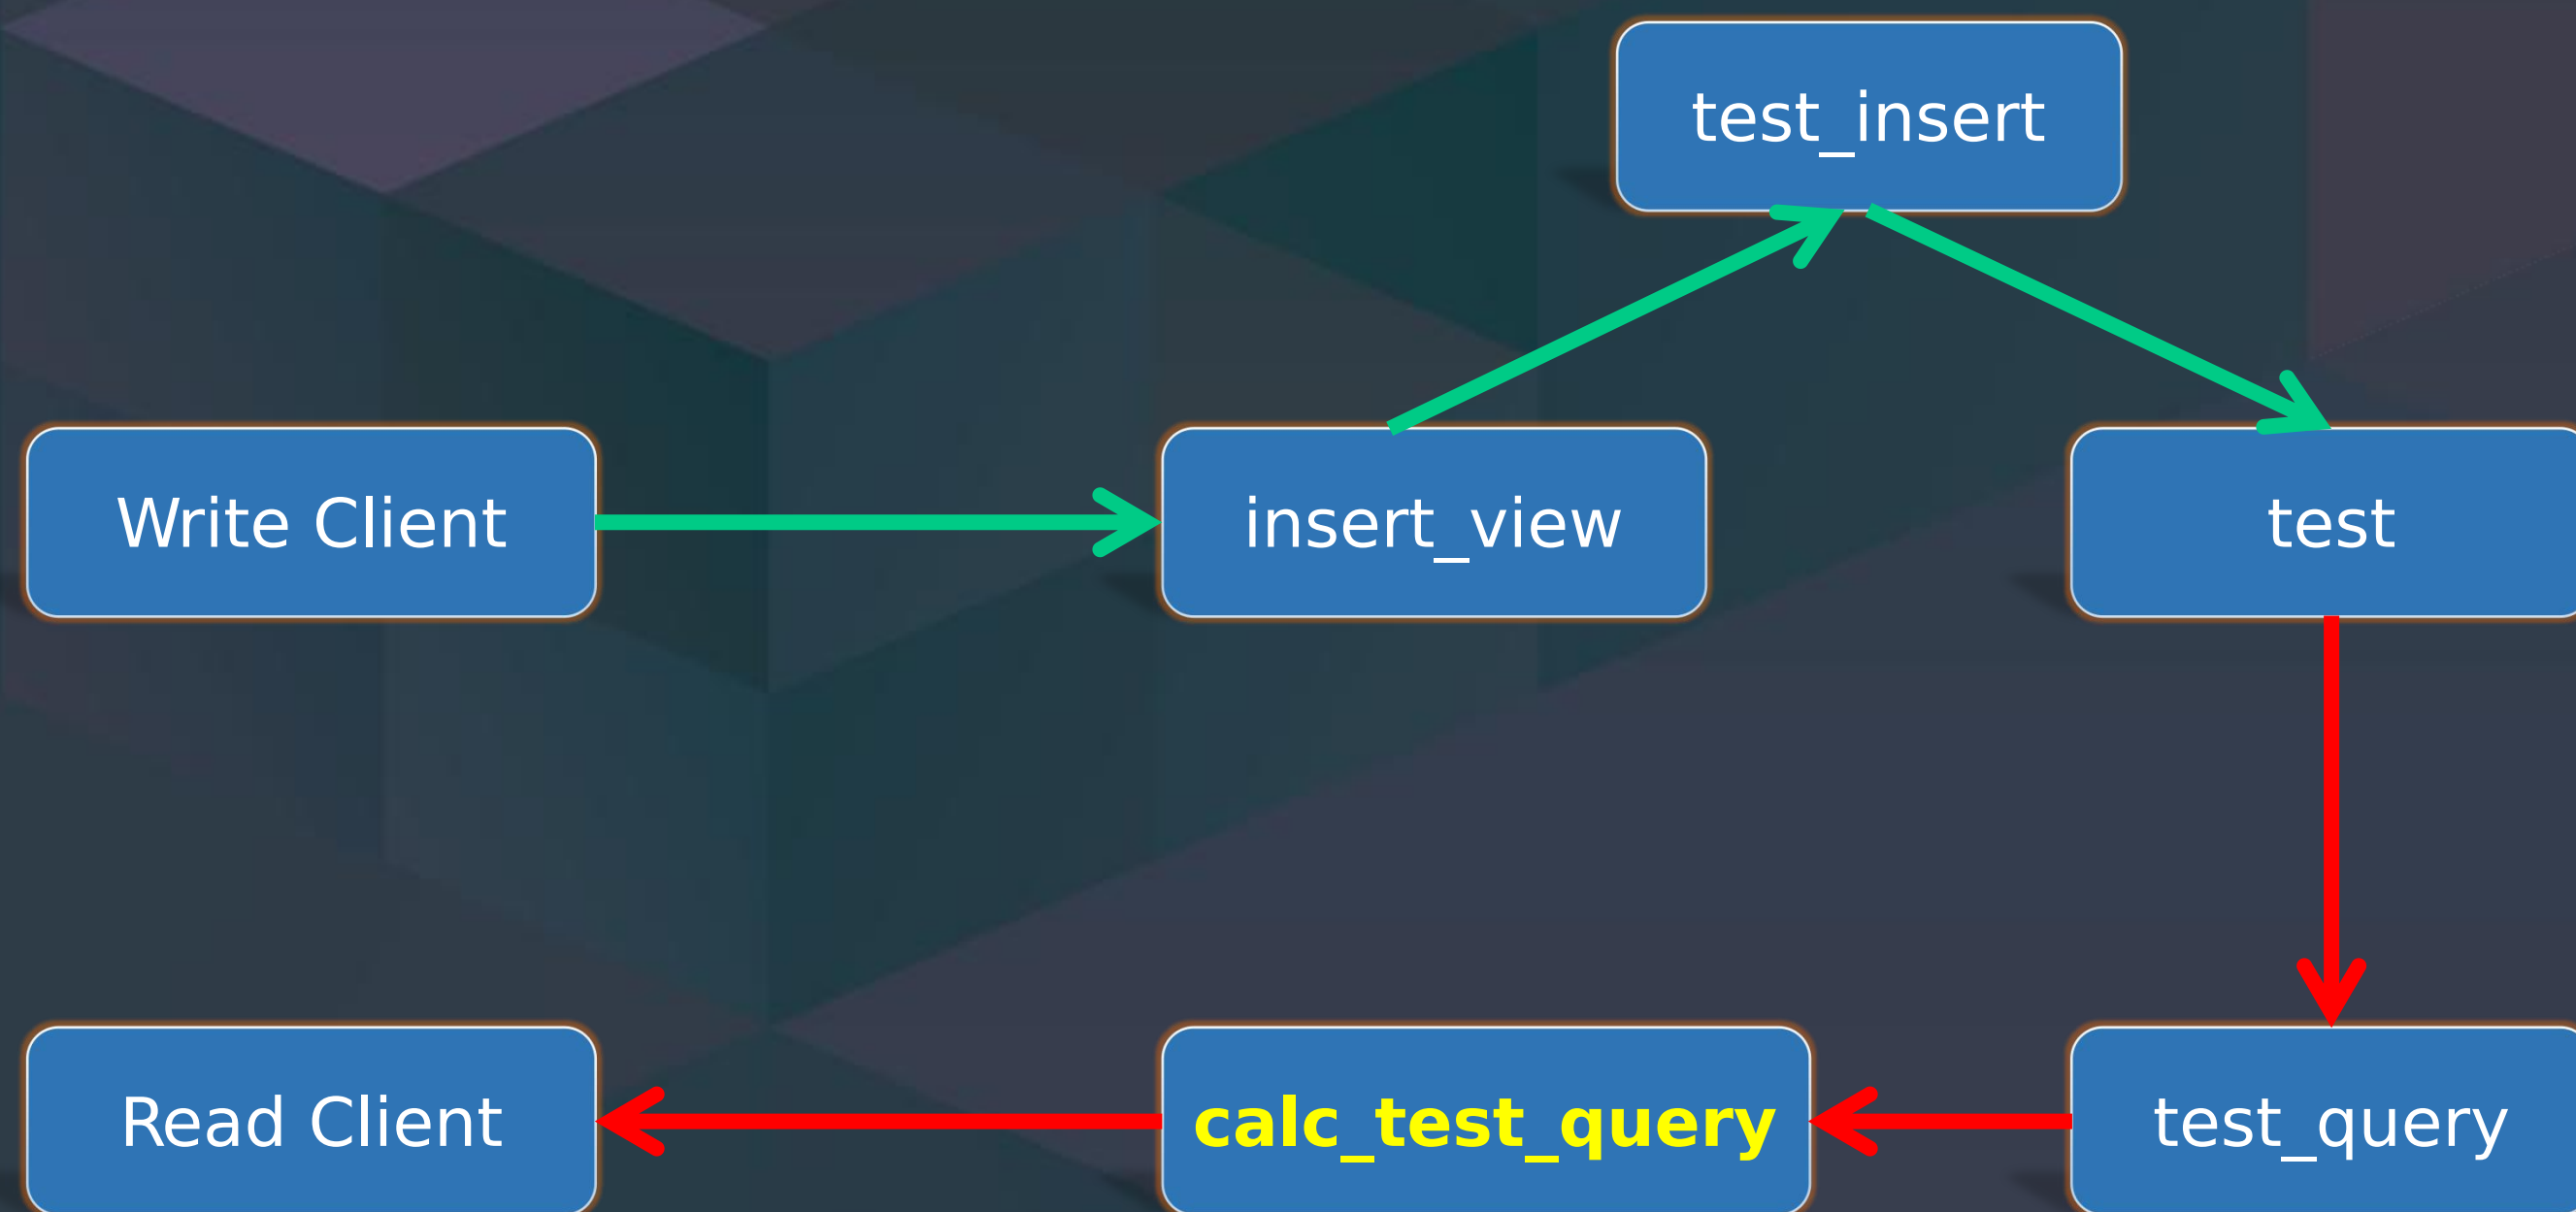 test_insert
Write Client
insert_view
test
Read Client
calc_test_query
test_query